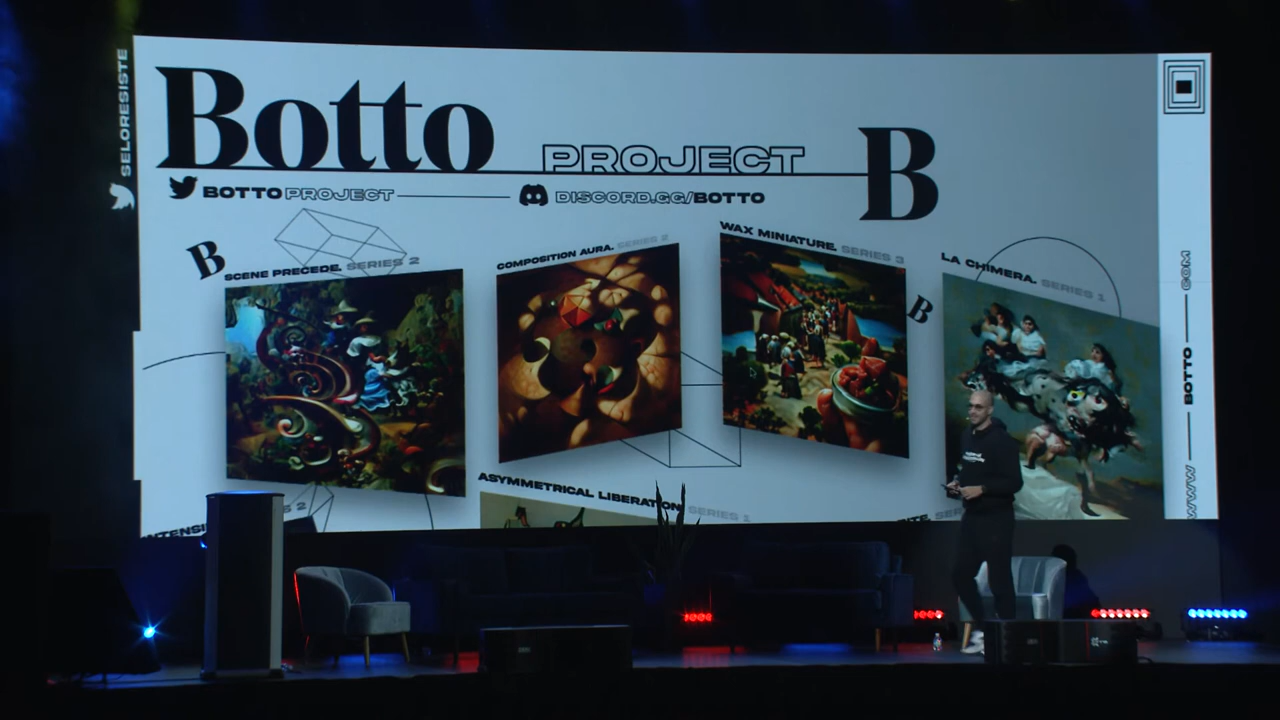 SELORESISTE
Botto PROJECT B
BOTTOPROJECT
DISCORD.GG/BOTTO
B
SCENE PRECEDE. SERIES 2
COMPOSITION AURA. SERIES 2
WAX MINIATURE. SERIES 3
B
LA CHIMERA. SERIES 1
ASYMMETRICAL LIBERATION. SERIES 1
WWW BOTTO COM